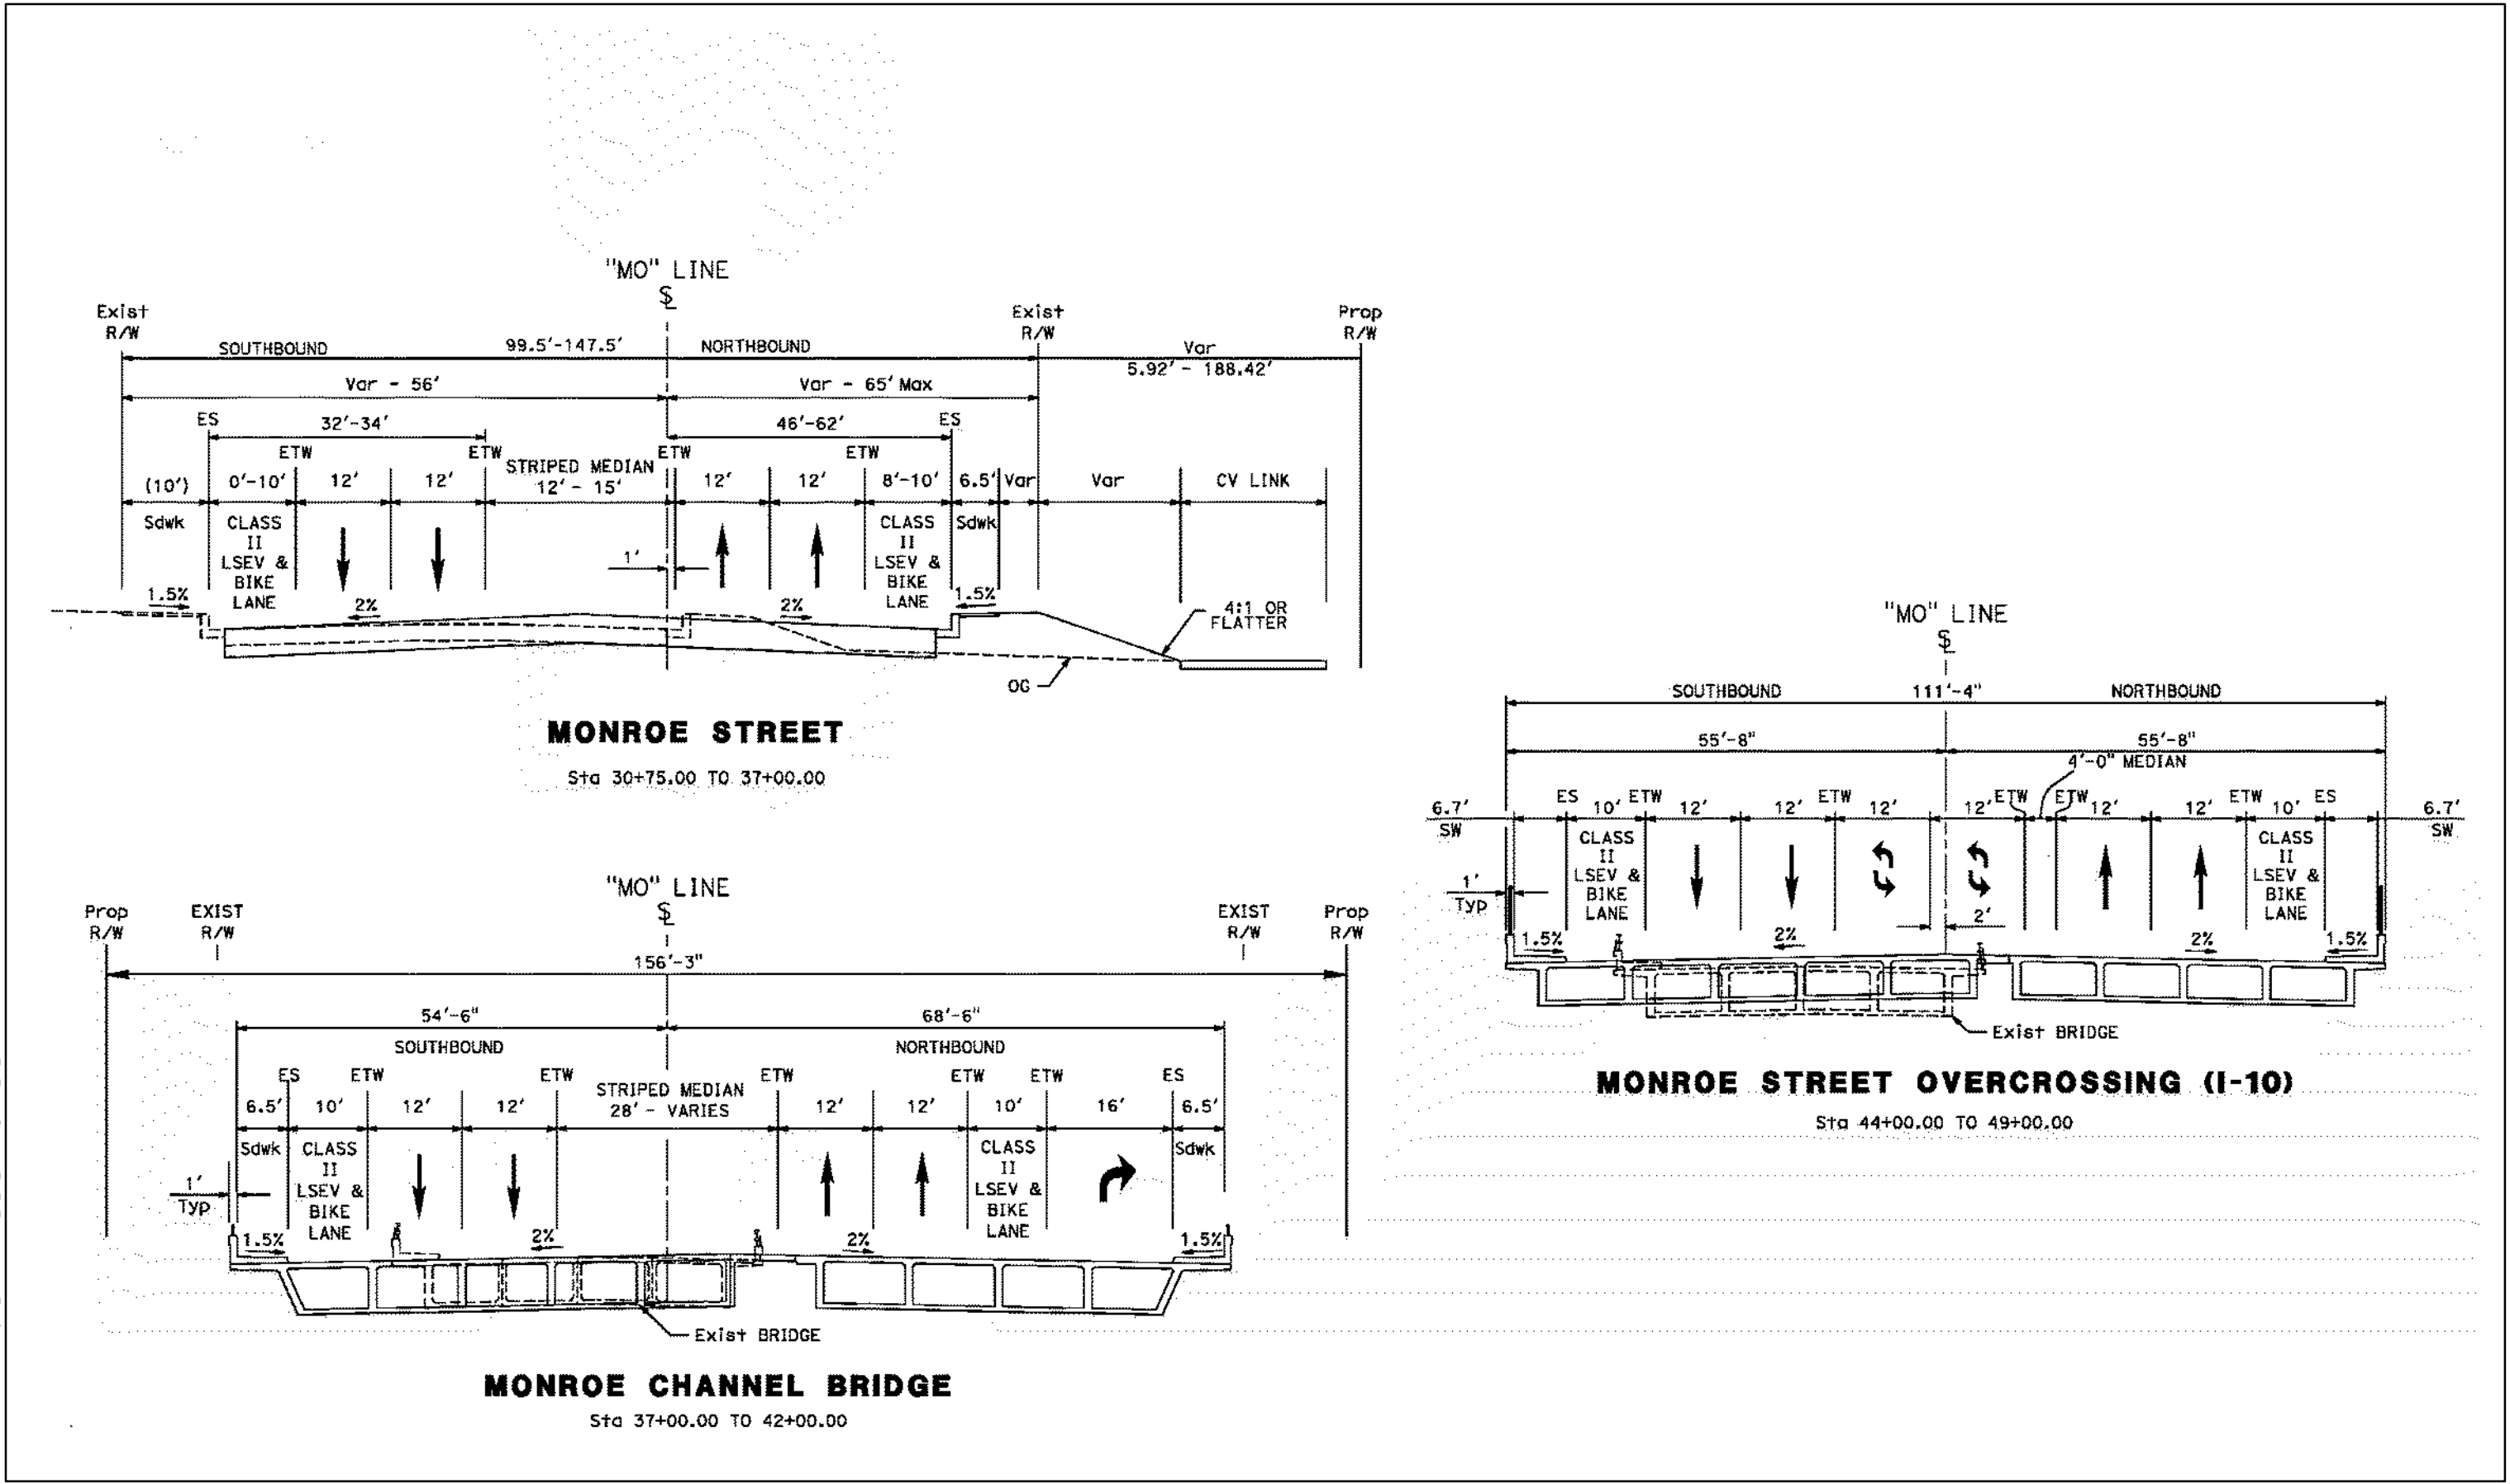 "MO" LINE
℄
Exist
R/W
Exist
R/W
Prop
R/W
SOUTHBOUND 99.5'-147.5' NORTHBOUND
Var
5.92' - 188.42'
Var - 56' Var - 65' Max
ES 32'-34' 46'-62' ES
ETW ETW ETW ETW
STRIPED MEDIAN
12' - 15'
(10') 0'-10' 12' 12' 12' 12' 8'-10' 6.5' Var Var CV LINK
Sdwk
CLASS
II
LSEV &
BIKE
LANE
1'
CLASS
II
LSEV &
BIKE
LANE
Sdwk
1.5% 2% 2% 1.5%
4:1 OR
FLATTER
OG
MONROE STREET
Sta 30+75.00 TO 37+00.00
"MO" LINE
℄
Prop
R/W
EXIST
R/W
EXIST
R/W
Prop
R/W
156'-3"
54'-6" 68'-6"
SOUTHBOUND NORTHBOUND
ES ETW ETW ETW ETW ETW ES
STRIPED MEDIAN
28' - VARIES
6.5' 10' 12' 12' 12' 12' 10' 16' 6.5'
Sdwk
CLASS
II
LSEV &
BIKE
LANE
CLASS
II
LSEV &
BIKE
LANE
Sdwk
1'
Typ
1.5% 2% 2% 1.5%
Exist BRIDGE
MONROE CHANNEL BRIDGE
Sta 37+00.00 TO 42+00.00
"MO" LINE
℄
SOUTHBOUND 111'-4" NORTHBOUND
55'-8" 55'-8"
4'-0" MEDIAN
ES ETW ETW ETW ETW ETW ES
6.7'
SW
10' 12' 12' 12' 12' 12' 12' 10'
6.7'
SW
CLASS
II
LSEV &
BIKE
LANE
CLASS
II
LSEV &
BIKE
LANE
1'
Typ
2'
1.5% 2% 2% 1.5%
Exist BRIDGE
MONROE STREET OVERCROSSING (I-10)
Sta 44+00.00 TO 49+00.00